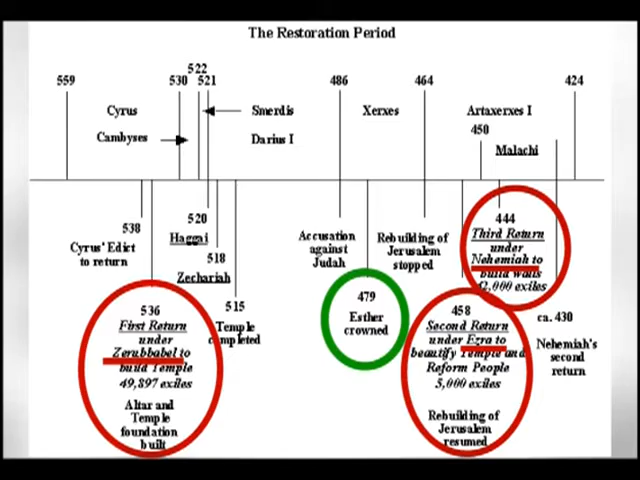 The Restoration Period
559
530
522
521
486
464
424
Cyrus
Smerdis
Xerxes
Artaxerxes I
Cambyses
Darius I
450
Malachi
538
Cyrus' Edict
to return
520
Haggai
518
Zechariah
515
Temple
completed
536
First Return
under
Zerubbabel to
build Temple
49,897 exiles
Altar and
Temple
foundation
built
Accusation
against
Judah
479
Esther
crowned
Rebuilding of
Jerusalem
stopped
458
Second Return
under Ezra to
beautify Temple and
Reform People
5,000 exiles
Rebuilding of
Jerusalem
resumed
444
Third Return
under
Nehemiah to
build walls
42,000 exiles
ca. 430
Nehemiah's
second
return